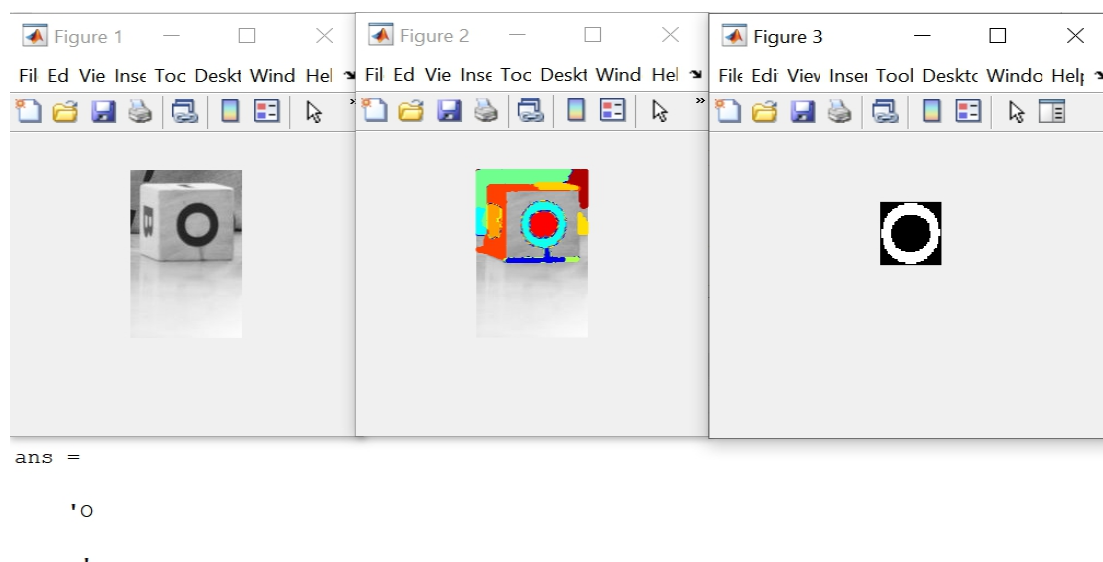 Figure 1
Fil Ed Vie Inse Toc Deskt Wind Hel
B O
Figure 2
Fil Ed Vie Inse Toc Deskt Wind Hel
O
Figure 3
File Edi View Inser Tool Deskto Windo Help
O
ans =
'O
'